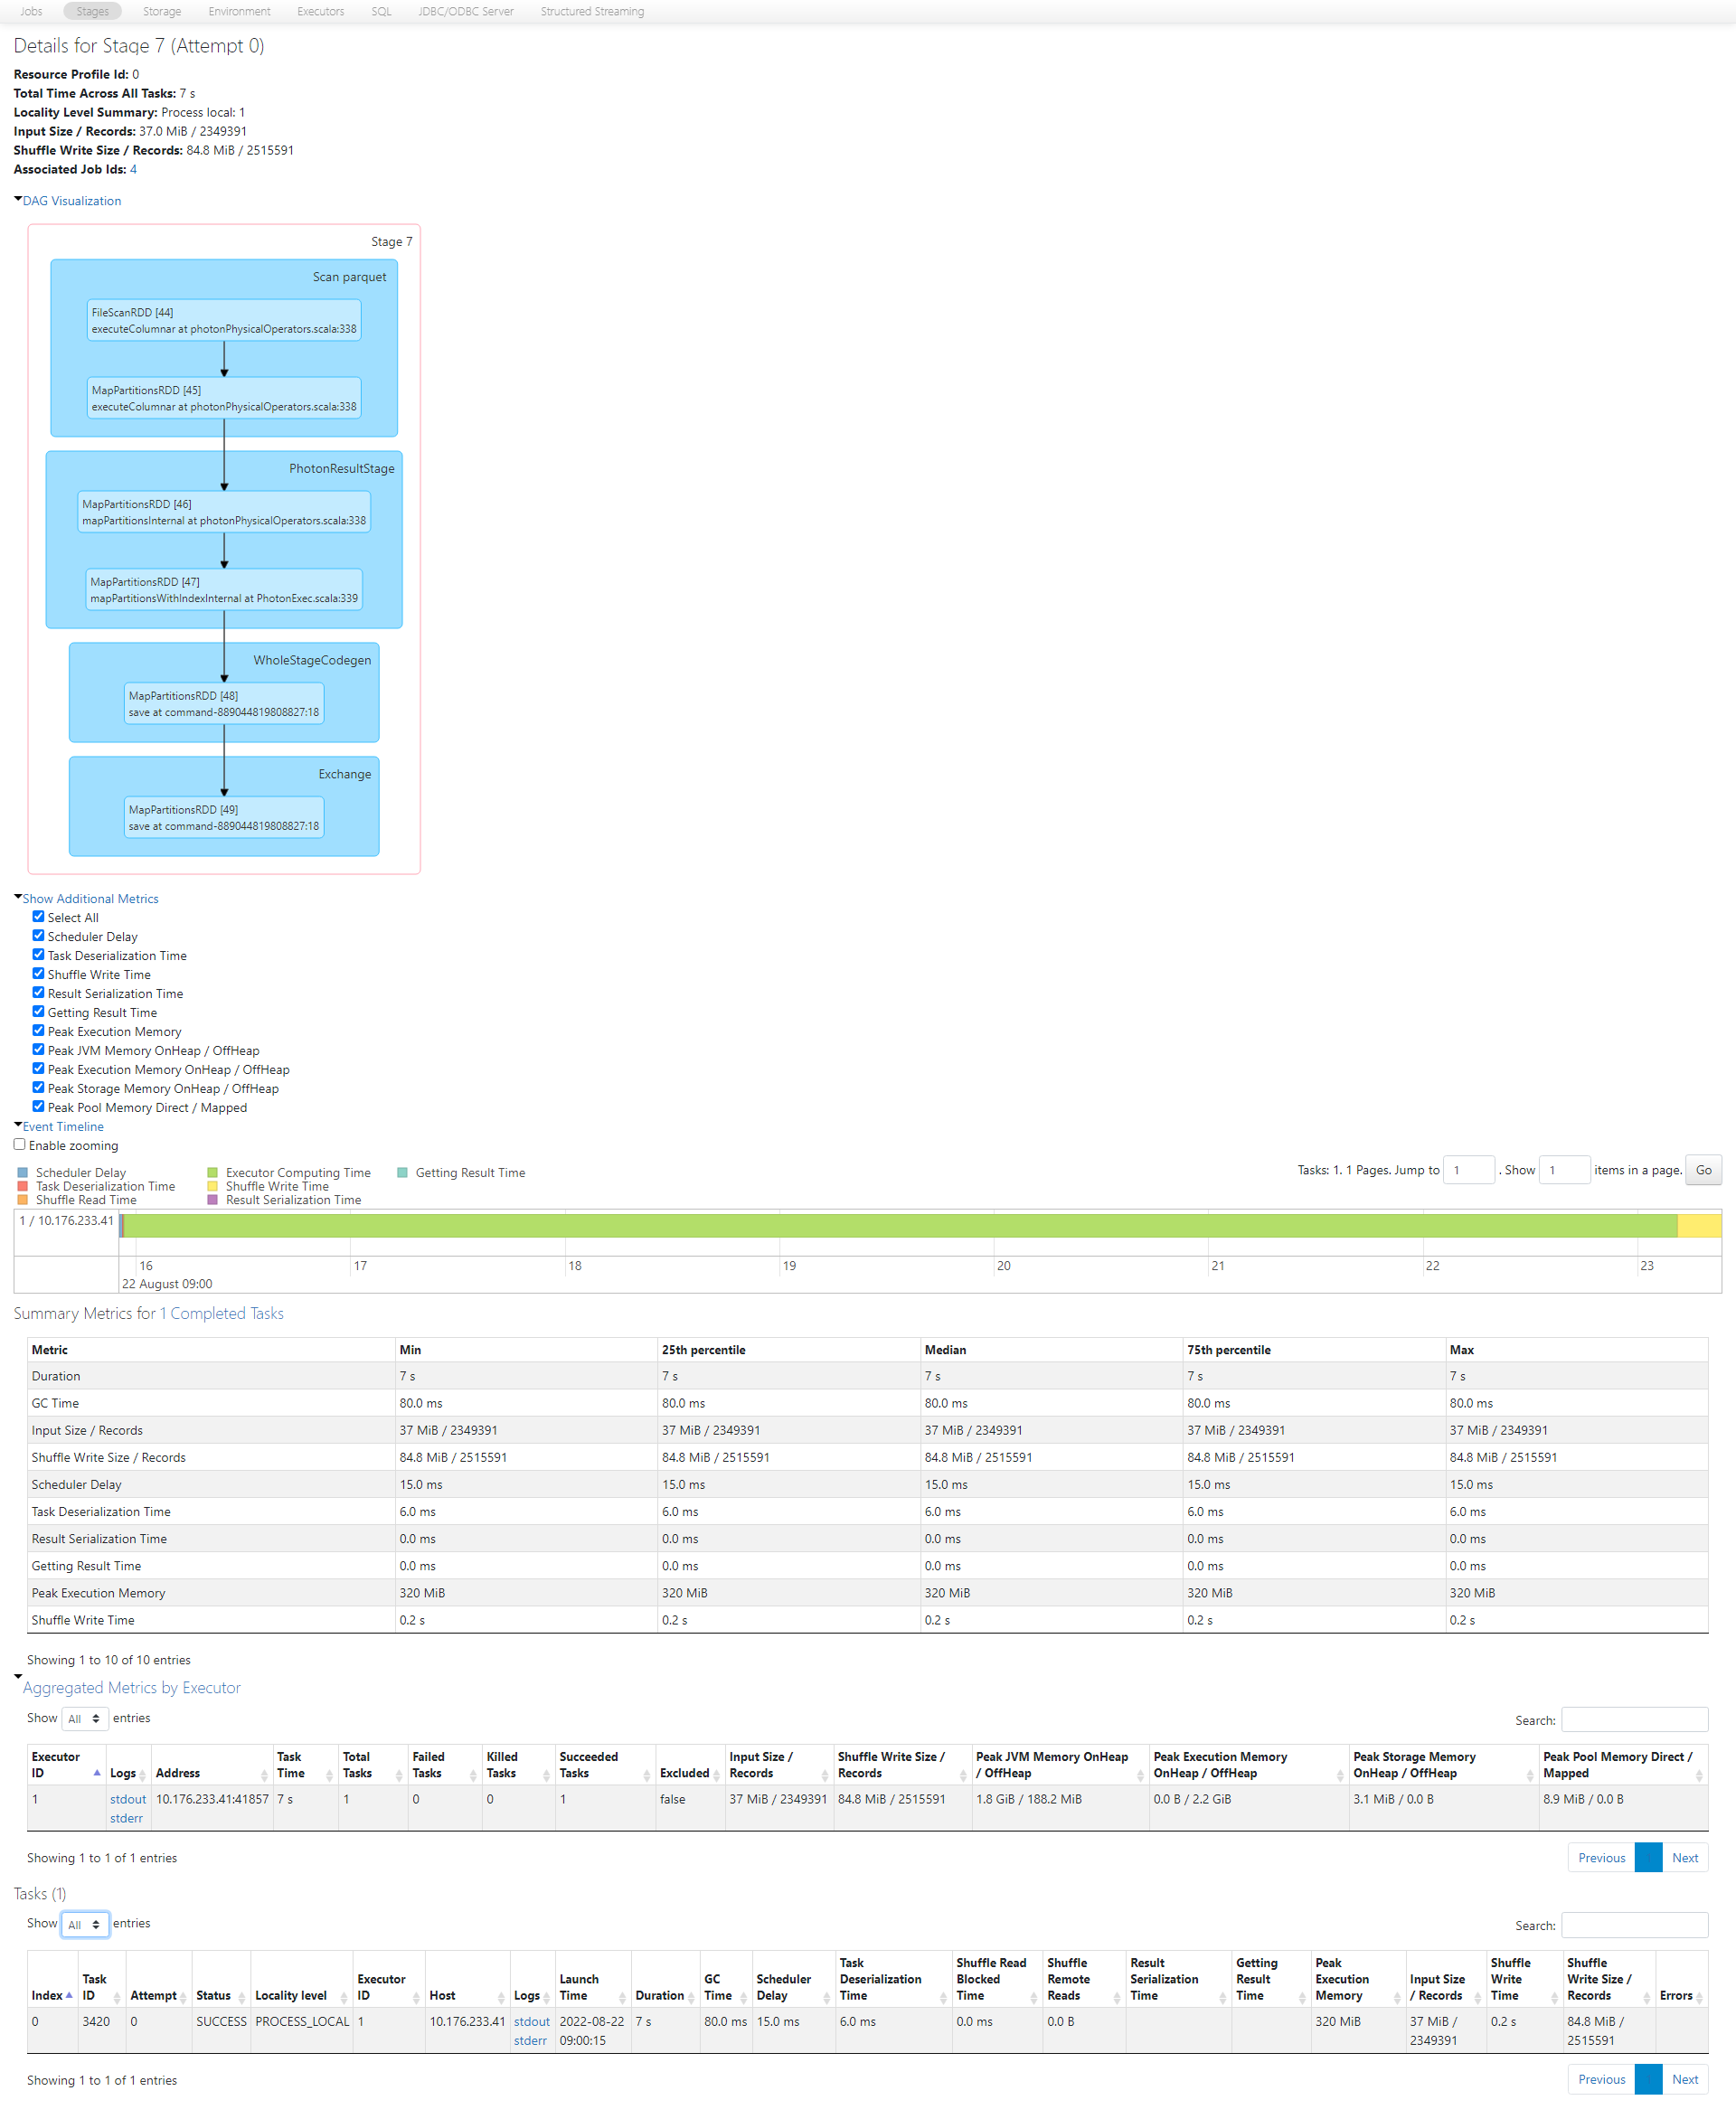 Jobs Stages Storage Environment Executors SQL JDBC/ODBC Server Structured Streaming
Details for Stage 7 (Attempt 0)
Resource Profile Id: 0
Total Time Across All Tasks: 7 s
Locality Level Summary: Process local: 1
Input Size / Records: 37.0 MiB / 2349391
Shuffle Write Size / Records: 84.8 MiB / 2515591
Associated Job Ids: 4
DAG Visualization
Stage 7
Scan parquet
FileScanRDD [44]
executeColumnar at photonPhysicalOperators.scala:338
MapPartitionsRDD [45]
executeColumnar at photonPhysicalOperators.scala:338
PhotonResultStage
MapPartitionsRDD [46]
mapPartitionsInternal at photonPhysicalOperators.scala:338
MapPartitionsRDD [47]
mapPartitionsWithIndexInternal at PhotonExec.scala:339
WholeStageCodegen
MapPartitionsRDD [48]
save at command-889044819808827:18
Exchange
MapPartitionsRDD [49]
save at command-889044819808827:18
Show Additional Metrics
Select All
Scheduler Delay
Task Deserialization Time
Shuffle Write Time
Result Serialization Time
Getting Result Time
Peak Execution Memory
Peak JVM Memory OnHeap / OffHeap
Peak Execution Memory OnHeap / OffHeap
Peak Storage Memory OnHeap / OffHeap
Peak Pool Memory Direct / Mapped
Event Timeline
Enable zooming
Tasks: 1. 1 Pages. Jump to 1 . Show 1 items in a page. Go
Scheduler Delay Executor Computing Time Getting Result Time
Task Deserialization Time Shuffle Write Time
Shuffle Read Time Result Serialization Time
1 / 10.176.233.41
16 17 18 19 20 21 22 23
22 August 09:00
Summary Metrics for 1 Completed Tasks
Metric Min 25th percentile Median 75th percentile Max
Duration 7 s 7 s 7 s 7 s 7 s
GC Time 80.0 ms 80.0 ms 80.0 ms 80.0 ms 80.0 ms
Input Size / Records 37 MiB / 2349391 37 MiB / 2349391 37 MiB / 2349391 37 MiB / 2349391 37 MiB / 2349391
Shuffle Write Size / Records 84.8 MiB / 2515591 84.8 MiB / 2515591 84.8 MiB / 2515591 84.8 MiB / 2515591 84.8 MiB / 2515591
Scheduler Delay 15.0 ms 15.0 ms 15.0 ms 15.0 ms 15.0 ms
Task Deserialization Time 6.0 ms 6.0 ms 6.0 ms 6.0 ms 6.0 ms
Result Serialization Time 0.0 ms 0.0 ms 0.0 ms 0.0 ms 0.0 ms
Getting Result Time 0.0 ms 0.0 ms 0.0 ms 0.0 ms 0.0 ms
Peak Execution Memory 320 MiB 320 MiB 320 MiB 320 MiB 320 MiB
Shuffle Write Time 0.2 s 0.2 s 0.2 s 0.2 s 0.2 s
Showing 1 to 10 of 10 entries
Aggregated Metrics by Executor
Show All entries Search:
Executor Task Total Failed Killed Succeeded Input Size / Shuffle Write Size / Peak JVM Memory OnHeap Peak Execution Memory Peak Storage Memory Peak Pool Memory Direct /
ID Logs Address Time Tasks Tasks Tasks Tasks Excluded Records Records / OffHeap OnHeap / OffHeap OnHeap / OffHeap Mapped
1 stdout 10.176.233.41:41857 7 s 1 0 0 1 false 37 MiB / 2349391 84.8 MiB / 2515591 1.8 GiB / 188.2 MiB 0.0 B / 2.2 GiB 3.1 MiB / 0.0 B 8.9 MiB / 0.0 B
stderr
Showing 1 to 1 of 1 entries Previous Next
Tasks (1)
Show All entries Search:
Task Shuffle Read Shuffle Result Getting Peak Shuffle Shuffle
Task Executor Launch GC Scheduler Deserialization Blocked Remote Serialization Result Execution Input Size Write Write Size /
Index ID Attempt Status Locality level ID Host Logs Time Duration Time Delay Time Time Reads Time Time Memory / Records Time Records Errors
0 3420 0 SUCCESS PROCESS_LOCAL 1 10.176.233.41 stdout 2022-08-22 7 s 80.0 ms 15.0 ms 6.0 ms 0.0 ms 0.0 B 320 MiB 37 MiB / 0.2 s 84.8 MiB /
stderr 09:00:15 2349391 2515591
Showing 1 to 1 of 1 entries Previous Next